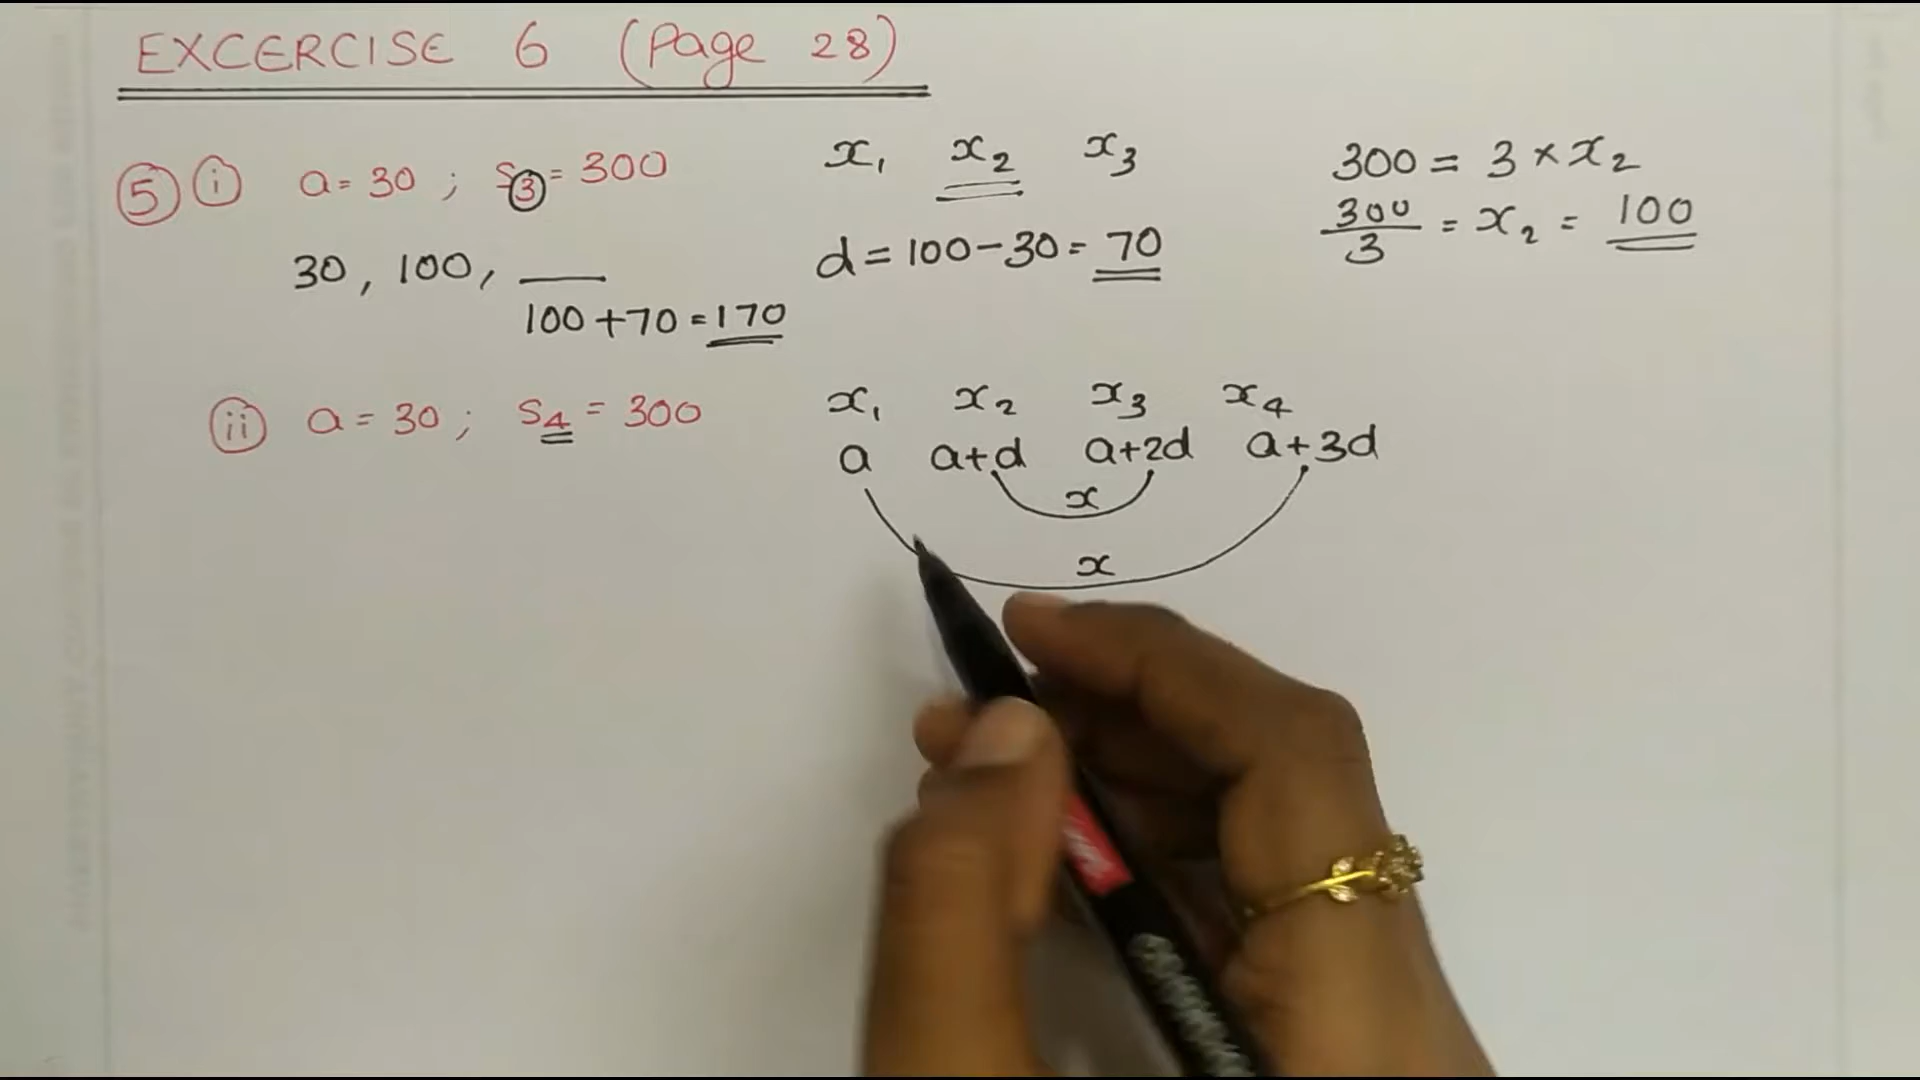 EXCERCISE 6 (Page 28)
5 i a = 30 ; S3 = 300
30 , 100 , ___
100 + 70 = 170
x1 x2 x3
d = 100 - 30 = 70
300 = 3 × x2
300/3 = x2 = 100
ii a = 30 ; S4 = 300
x1 x2 x3 x4
a a+d a+2d a+3d
x
x